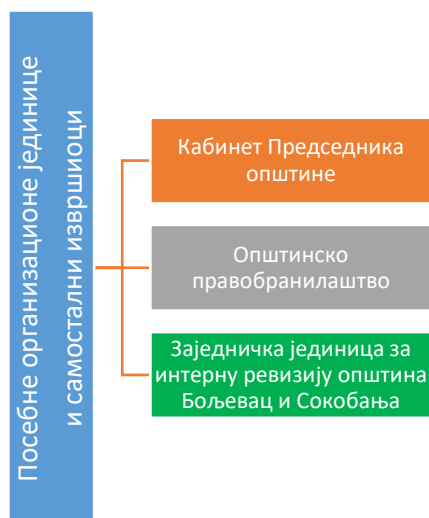 Посебне организационе јединице
и самостални извршиоци
Кабинет Председника
општине
Општинско
правобранилаштво
Заједничка јединица за
интерну ревизију општина
Бољевац и Сокобања